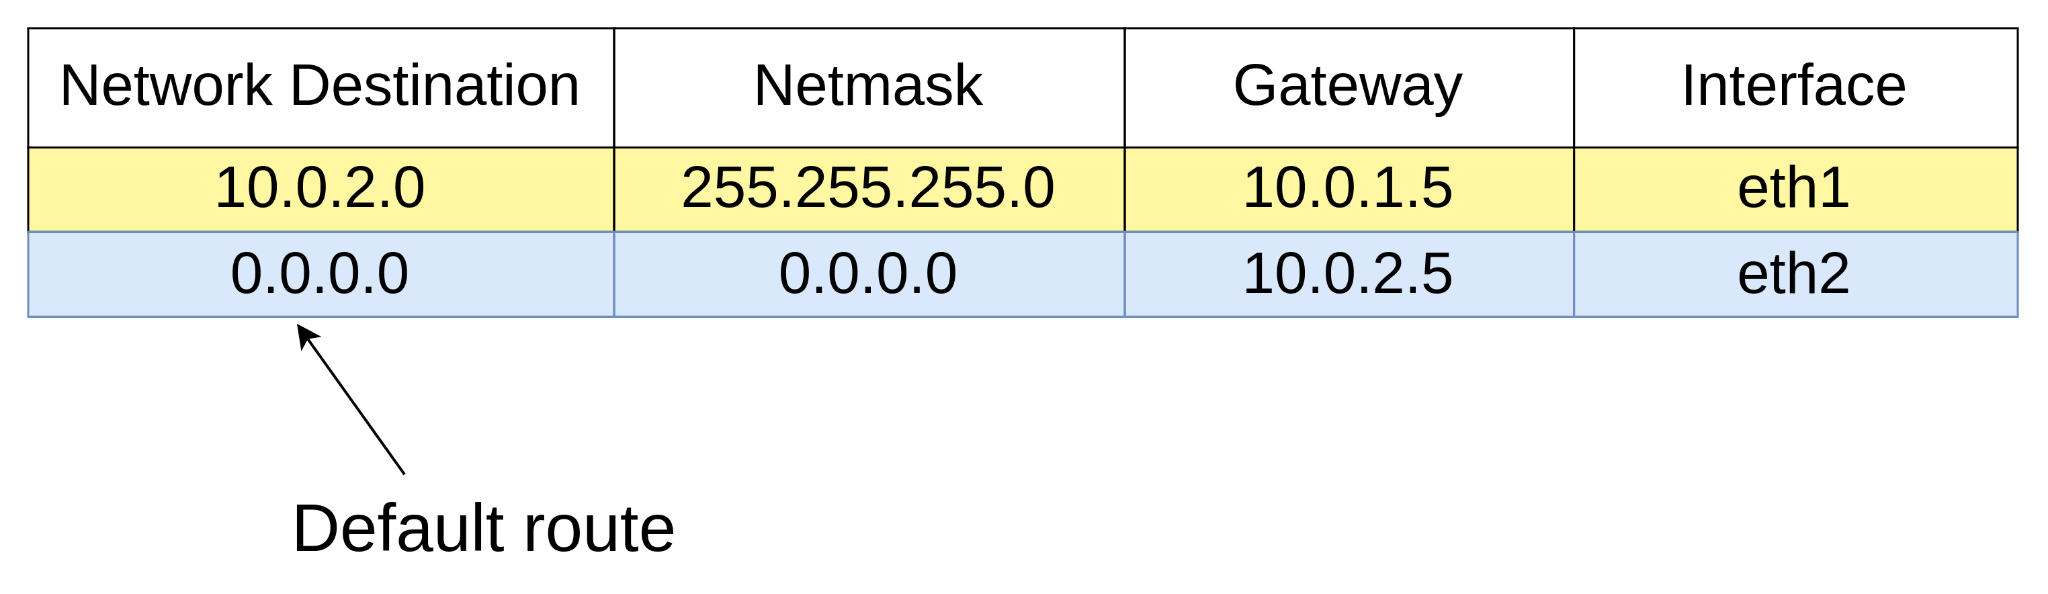 Network Destination Netmask Gateway Interface
10.0.2.0 255.255.255.0 10.0.1.5 eth1
0.0.0.0 0.0.0.0 10.0.2.5 eth2
Default route